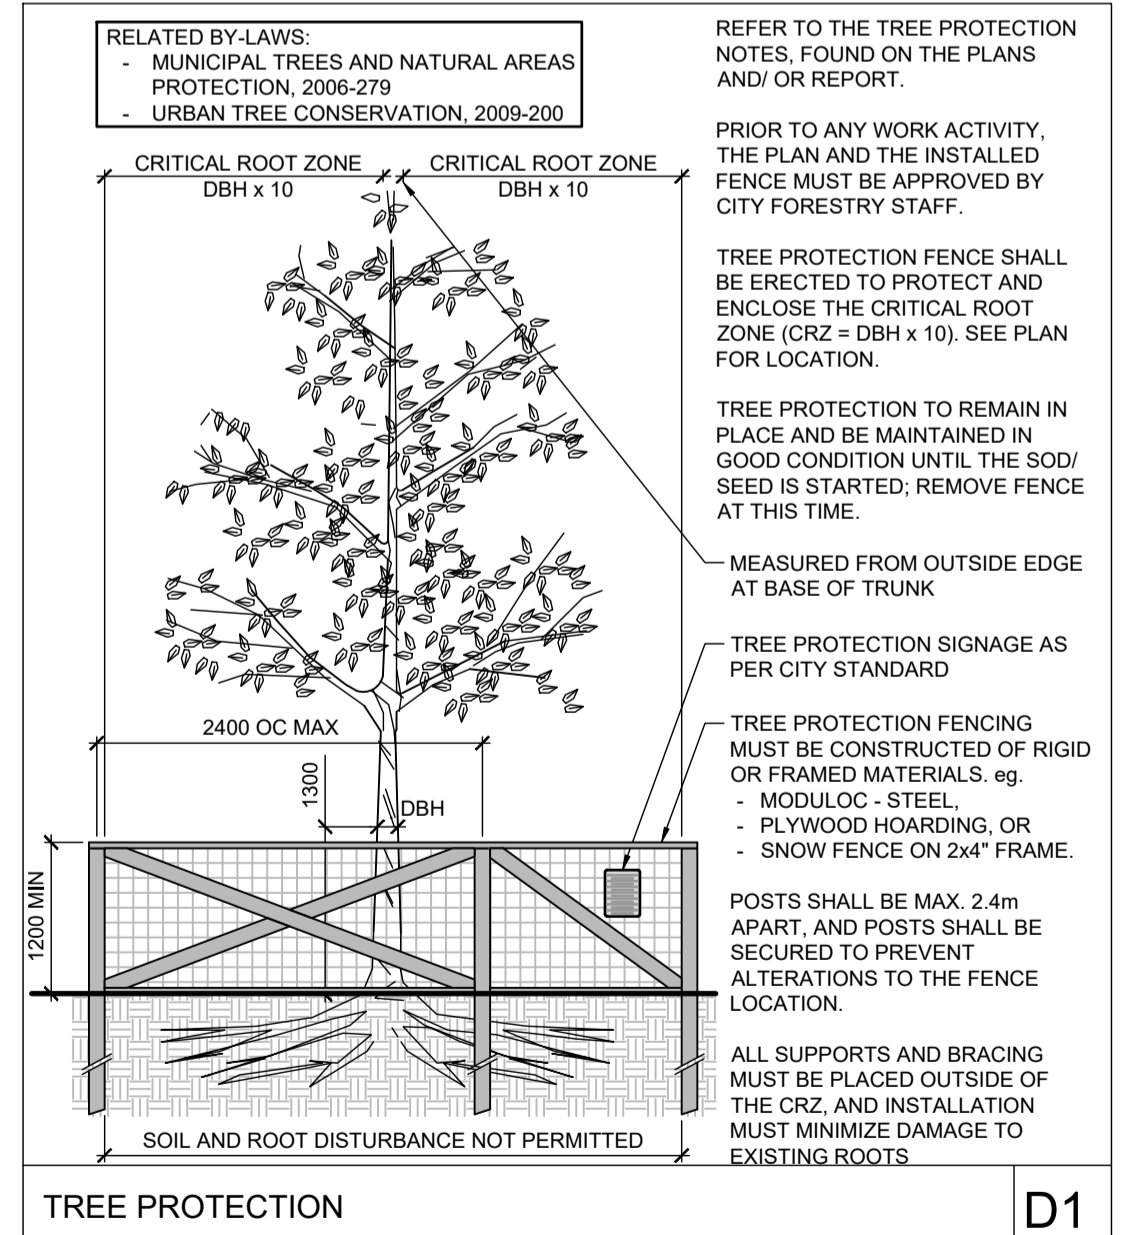 RELATED BY-LAWS:
- MUNICIPAL TREES AND NATURAL AREAS
PROTECTION, 2006-279
- URBAN TREE CONSERVATION, 2009-200
CRITICAL ROOT ZONE
DBH x 10
CRITICAL ROOT ZONE
DBH x 10
2400 OC MAX
1300
DBH
1200 MIN
SOIL AND ROOT DISTURBANCE NOT PERMITTED
REFER TO THE TREE PROTECTION
NOTES, FOUND ON THE PLANS
AND/ OR REPORT.
PRIOR TO ANY WORK ACTIVITY,
THE PLAN AND THE INSTALLED
FENCE MUST BE APPROVED BY
CITY FORESTRY STAFF.
TREE PROTECTION FENCE SHALL
BE ERECTED TO PROTECT AND
ENCLOSE THE CRITICAL ROOT
ZONE (CRZ = DBH x 10). SEE PLAN
FOR LOCATION.
TREE PROTECTION TO REMAIN IN
PLACE AND BE MAINTAINED IN
GOOD CONDITION UNTIL THE SOD/
SEED IS STARTED; REMOVE FENCE
AT THIS TIME.
MEASURED FROM OUTSIDE EDGE
AT BASE OF TRUNK
TREE PROTECTION SIGNAGE AS
PER CITY STANDARD
TREE PROTECTION FENCING
MUST BE CONSTRUCTED OF RIGID
OR FRAMED MATERIALS. eg.
- MODULOC - STEEL,
- PLYWOOD HOARDING, OR
- SNOW FENCE ON 2x4" FRAME.
POSTS SHALL BE MAX. 2.4m
APART, AND POSTS SHALL BE
SECURED TO PREVENT
ALTERATIONS TO THE FENCE
LOCATION.
ALL SUPPORTS AND BRACING
MUST BE PLACED OUTSIDE OF
THE CRZ, AND INSTALLATION
MUST MINIMIZE DAMAGE TO
EXISTING ROOTS
TREE PROTECTION
D1